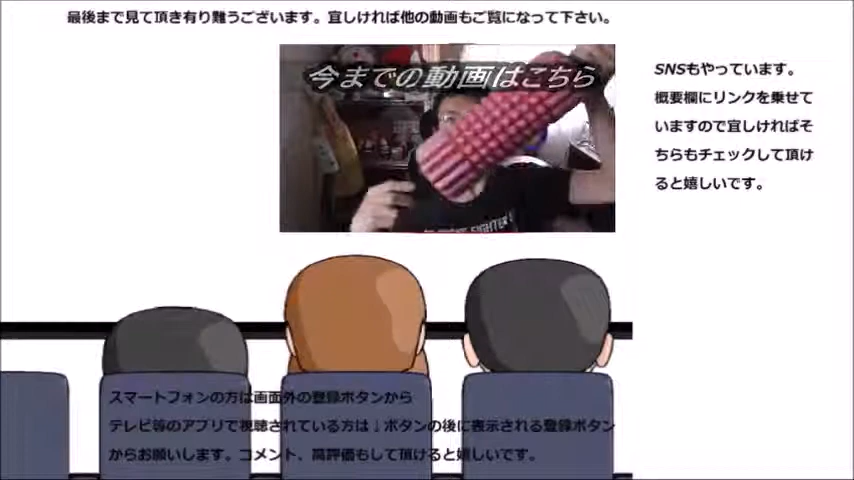 最後まで見て頂き有り難うございます。宜しければ他の動画もご覧になって下さい。
今までの動画はこちら
SNSもやっています。
概要欄にリンクを乗せて
いますので宜しければそ
ちらもチェックして頂け
ると嬉しいです。
スマートフォンの方は画面外の登録ボタンから
テレビ等のアプリで視聴されている方は↓ボタンの後に表示される登録ボタン
からお願いします。コメント、高評価もして頂けると嬉しいです。